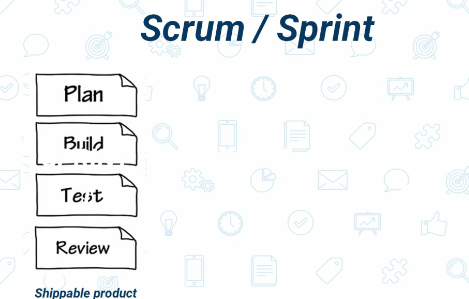 Scrum / Sprint
Plan
Build
Test
Review
Shippable product